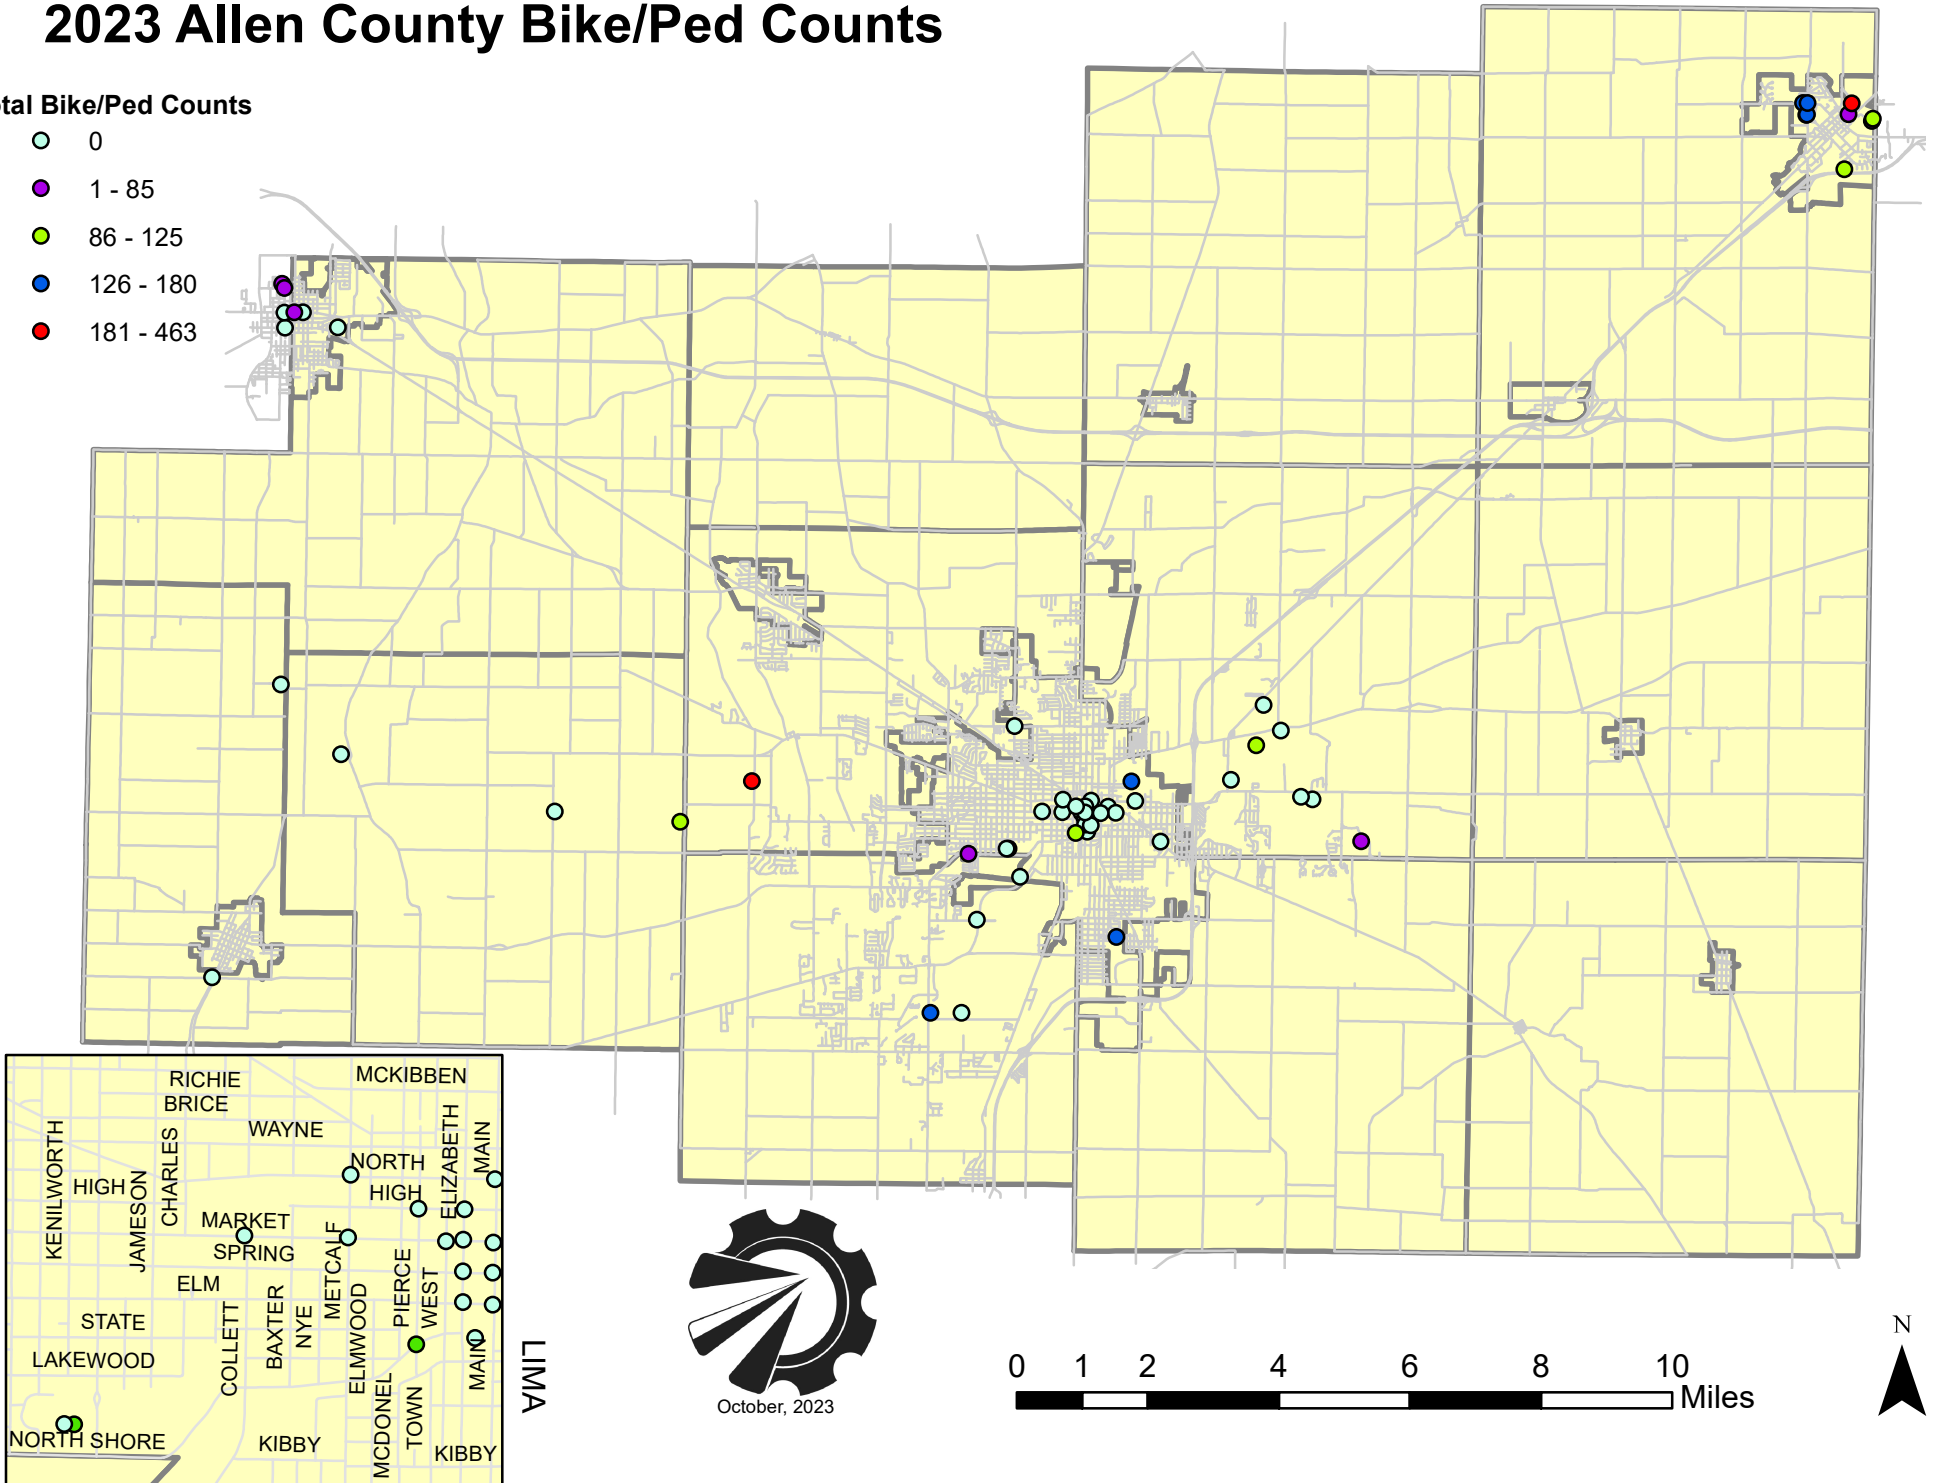 2023 Allen County Bike/Ped Counts
tal Bike/Ped Counts
0
1 - 85
86 - 125
126 - 180
181 - 463
RICHIE
MCKIBBEN
BRICE
WAYNE
KENILWORTH
CHARLES
ELIZABETH
MAIN
NORTH
HIGH
HIGH
JAMESON
MARKET
SPRING
METCALF
ELM
PIERCE
WEST
STATE
COLLETT
BAXTER
NYE
ELMWOOD
MAIN
LAKEWOOD
MCDONEL
TOWN
NORTH SHORE
KIBBY
KIBBY
LIMA
October, 2023
0 1 2 4 6 8 10
Miles
N